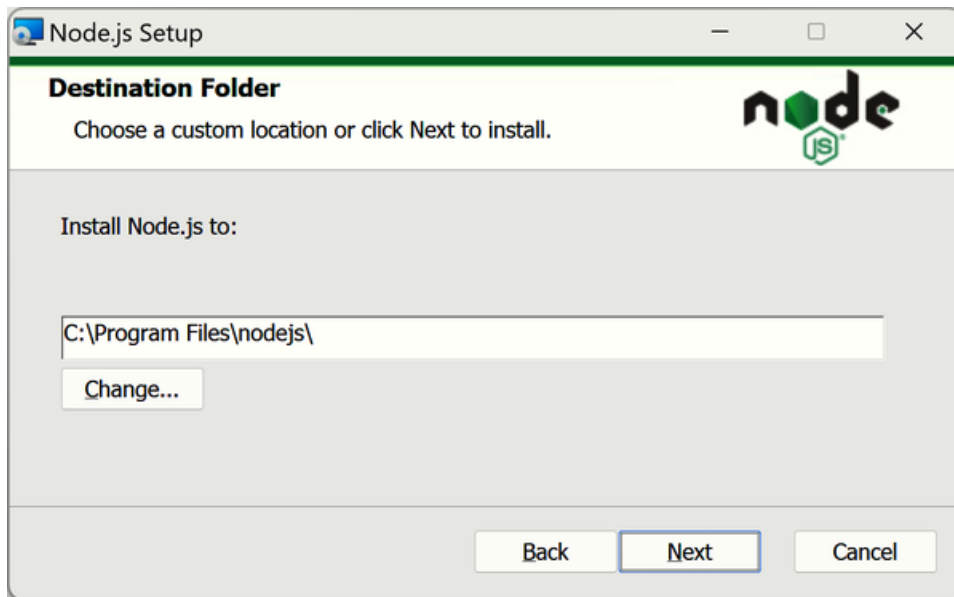 Node.js Setup
Destination Folder
Choose a custom location or click Next to install.
node
JS
Install Node.js to:
C:\Program Files\nodejs\
Change...
Back
Next
Cancel